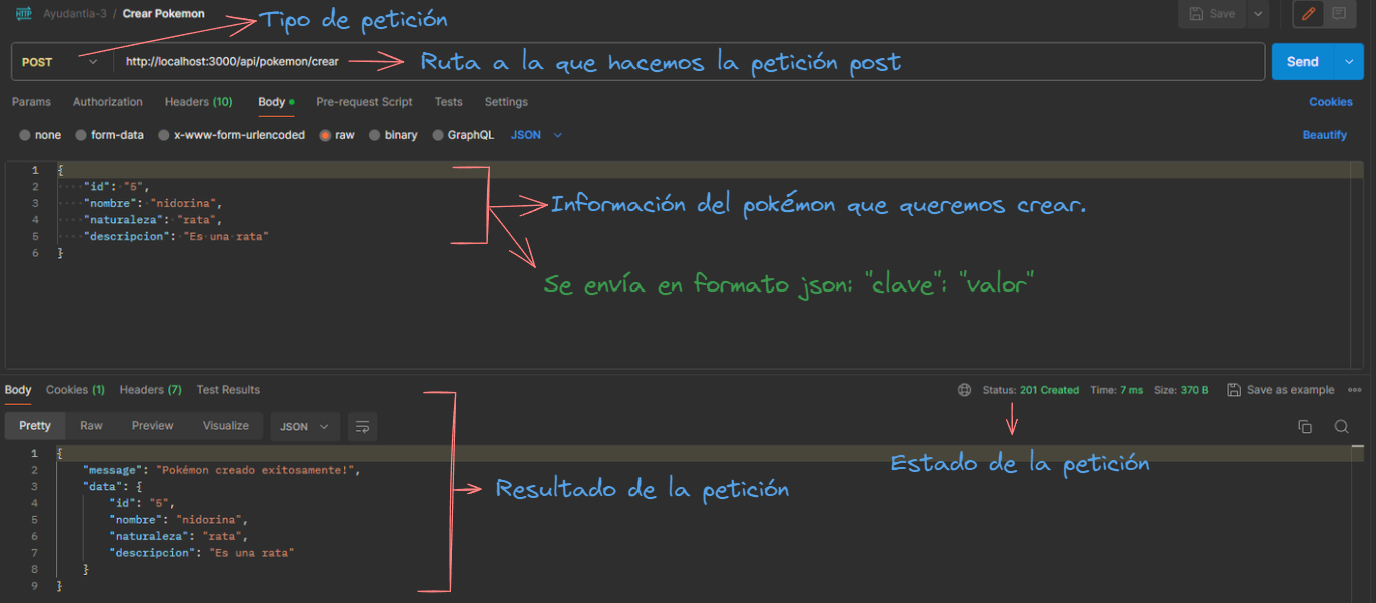 HTTP Ayudantia-3 / Crear Pokemon Save
Tipo de petición
POST http://localhost:3000/api/pokemon/crear Ruta a la que hacemos la petición post Send
Params Authorization Headers (10) Body Pre-request Script Tests Settings Cookies
none form-data x-www-form-urlencoded raw binary GraphQL JSON Beautify
1 {
2 "id": "5",
3 "nombre": "nidorina",
4 "naturaleza": "rata",
5 "descripcion": "Es una rata"
6 }
Información del pokémon que queremos crear.
Se envía en formato json: "clave": "valor"
Body Cookies (1) Headers (7) Test Results Status: 201 Created Time: 7 ms Size: 370 B Save as example
Pretty Raw Preview Visualize JSON
1 {
2 "message": "Pokémon creado exitosamente!",
3 "data": {
4 "id": "5",
5 "nombre": "nidorina",
6 "naturaleza": "rata",
7 "descripcion": "Es una rata"
8 }
9 }
Estado de la petición
Resultado de la petición